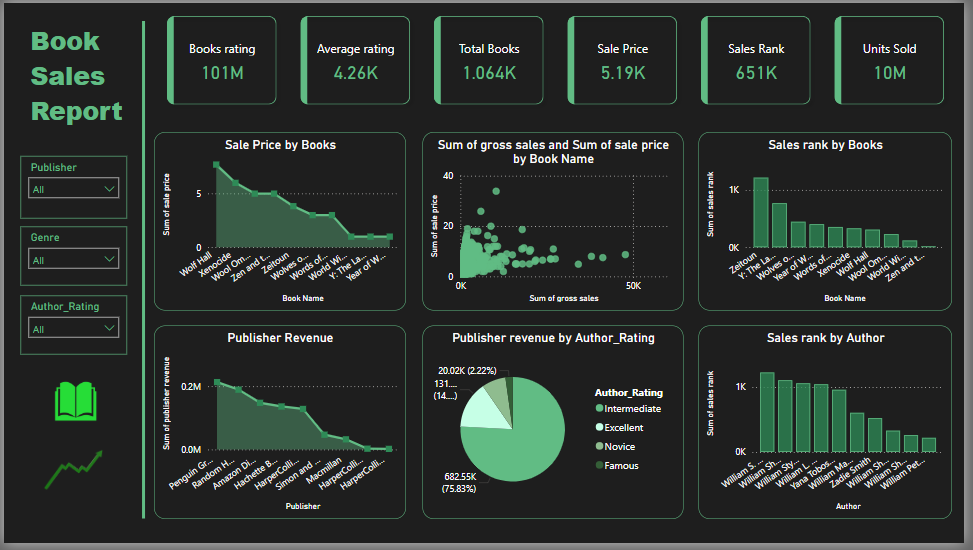 Book
Sales
Report
Books rating
101M
Average rating
4.26K
Total Books
1.064K
Sale Price
5.19K
Sales Rank
651K
Units Sold
10M
Publisher
All
Genre
All
Author_Rating
All
Sale Price by Books
Sum of sale price
5
0
Wolf Hall
Xenocide
Wool Om...
Zen and t...
Zeitoun
Wolves o...
Words of...
World Wi...
Y: The La...
Year of W...
Book Name
Sum of gross sales and Sum of sale price
by Book Name
Sum of sale price
40
20
0
0K
50K
Sum of gross sales
Sales rank by Books
Sum of sales rank
1K
0K
Zeitoun
Y: The La...
Wolves o...
Year of W...
Words of...
Xenocide
Wolf Hall
Wool Om...
World Wi...
Zen and t...
Book Name
Publisher Revenue
Sum of publisher revenue
0.2M
0.0M
Penguin Gr...
Random H...
Amazon Di...
Hachette B...
HarperColli...
Simon and ...
Macmillan
HarperColli...
HarperColli...
Publisher
Publisher revenue by Author_Rating
20.02K (2.22%)
131....
(14....)
682.55K
(75.83%)
Author_Rating
Intermediate
Excellent
Novice
Famous
Sales rank by Author
Sum of sales rank
1K
0K
William S. ...
William Sh...
William Sty...
William L. ...
Yana Tobos...
William Ma...
Zadie Smith
William Sh...
William Sh...
William Pet...
Author